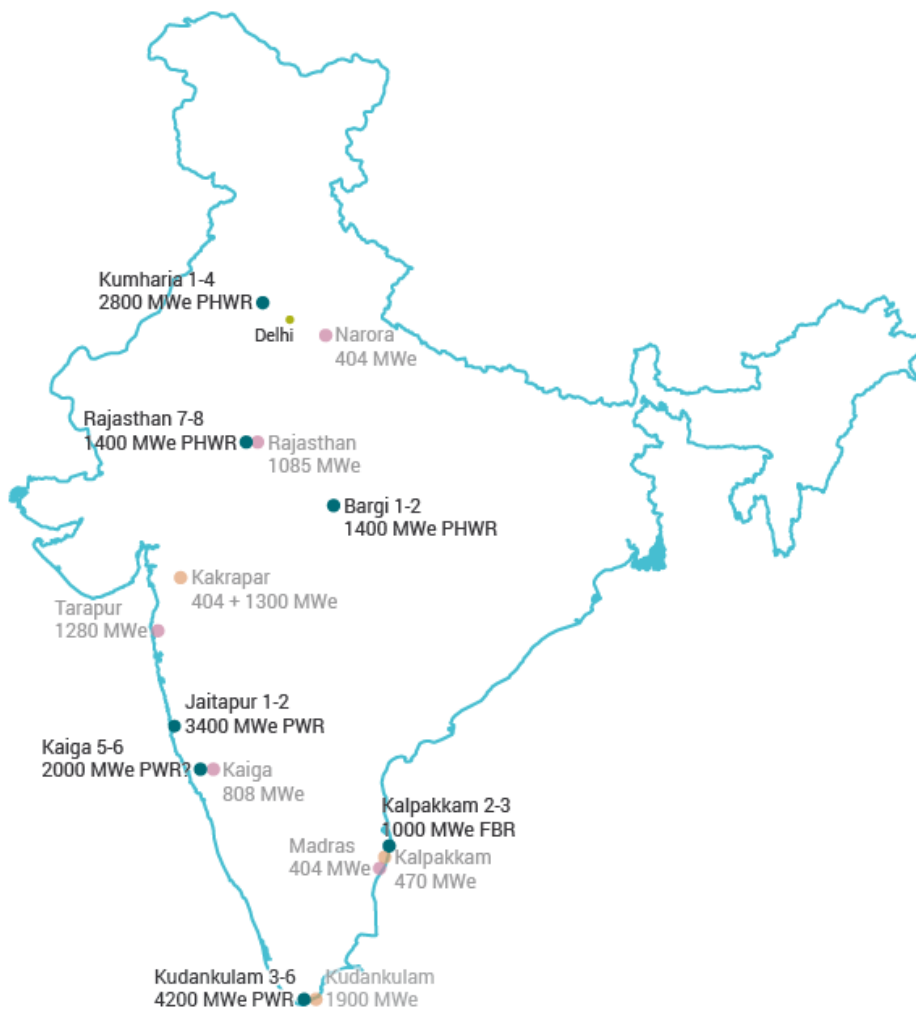 Kumharia 1-4
2800 MWe PHWR
Delhi
Narora
404 MWe
Rajasthan 7-8
1400 MWe PHWR
Rajasthan
1085 MWe
Bargi 1-2
1400 MWe PHWR
Kakrapar
404 + 1300 MWe
Tarapur
1280 MWe
Jaitapur 1-2
3400 MWe PWR
Kaiga 5-6
2000 MWe PWR?
Kaiga
808 MWe
Kalpakkam 2-3
1000 MWe FBR
Madras
404 MWe
Kalpakkam
470 MWe
Kudankulam 3-6
4200 MWe PWR
Kudankulam
1900 MWe